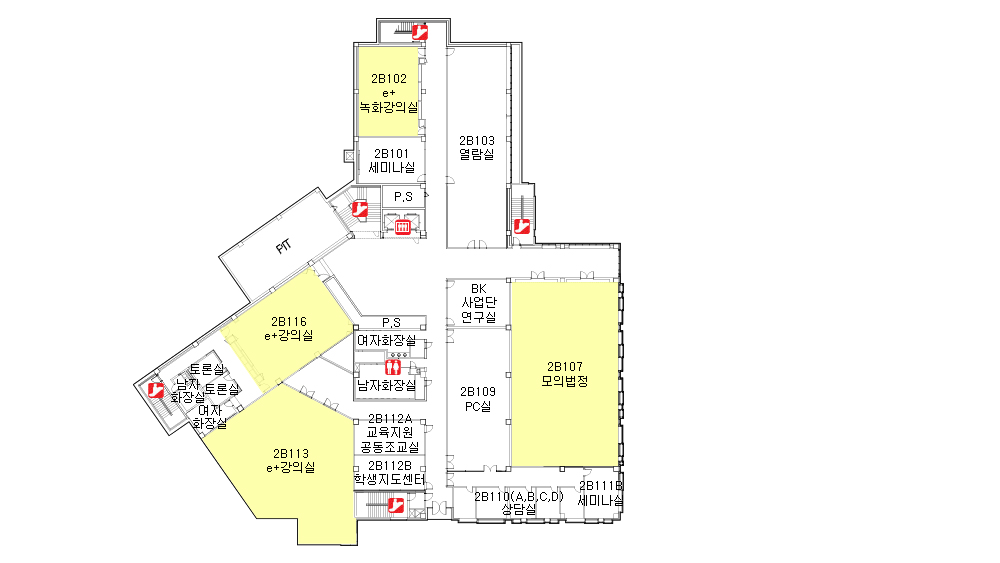 2B102
e+
녹화강의실
2B103
열람실
2B101
세미나실
P,S
PIT
BK
사업단
연구실
2B116
e+강의실
P,S
여자화장실
2B107
모의법정
토론실
남자
화장실
토론실
여자
화장실
남자화장실
2B109
PC실
2B112A
교육지원
공동조교실
2B113
e+강의실
2B112B
학생지도센터
2B110(A,B,C,D)
상담실
2B111B
세미나실